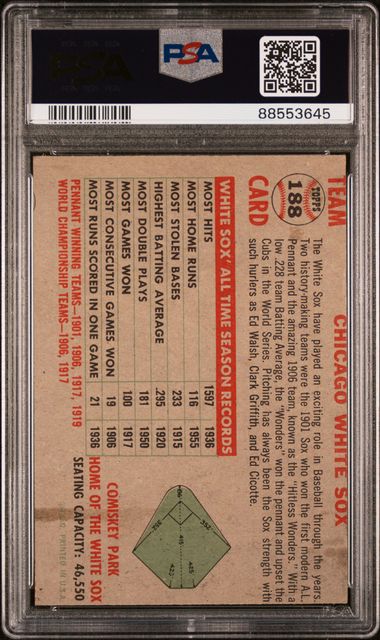 PSA
PSA
88553645
TEAM
CARD
TOPPS
188
CHICAGO WHITE SOX
The White Sox have played an exciting role in Baseball through the years.
Two history-making teams were the 1901 Sox who won the first modern A.L.
Pennant and the amazing 1906 team, known as the "Hitless Wonders." With a
low .228 team Batting Average, the "Wonders" won the pennant and upset the
Cubs in the World Series. Pitching has always been the Sox strength with
such hurlers as Ed Walsh, Clark Griffith, and Ed Cicotte.
WHITE SOX' ALL TIME SEASON RECORDS
MOST HITS 1597 1936
MOST HOME RUNS 116 1955
MOST STOLEN BASES 233 1915
HIGHEST BATTING AVERAGE .295 1920
MOST DOUBLE PLAYS 181 1950
MOST GAMES WON 100 1917
MOST CONSECUTIVE GAMES WON 19 1906
MOST RUNS SCORED IN ONE GAME 21 1936
PENNANT WINNING TEAMS—1901, 1906, 1917, 1919
WORLD CHAMPIONSHIP TEAMS—1906, 1917
352
415
COMISKEY PARK
HOME OF THE WHITE SOX
SEATING CAPACITY: 46,550
PRINTED IN U.S.A.